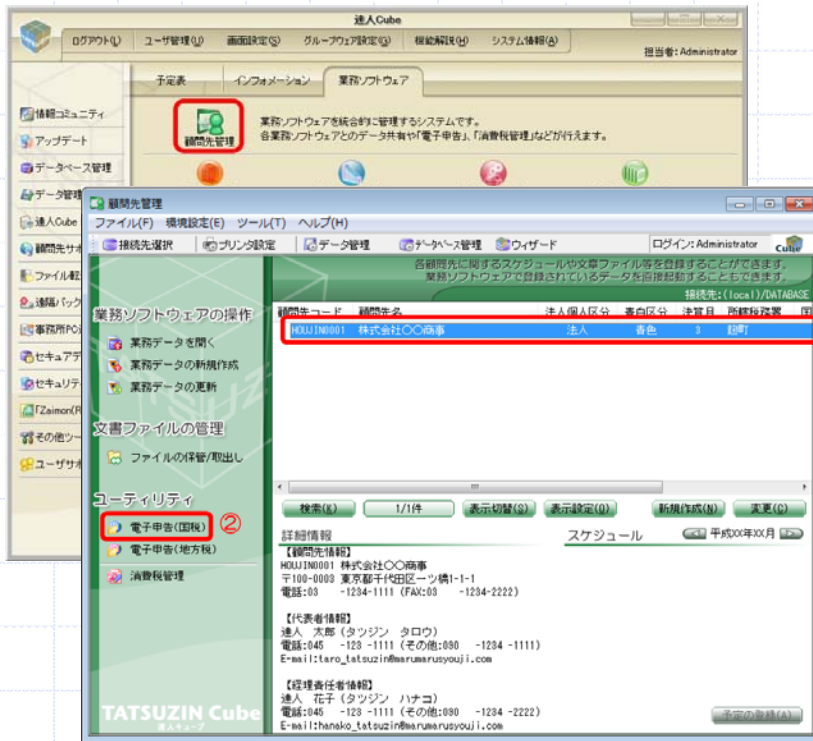 達人Cube
ログアウト(L) ユーザ管理(U) 画面設定(S) グループウェア設定(G) 機能解説(H) システム情報(A)
担当者:Administrator
予定表 インフォメーション 業務ソフトウェア
情報コミュニティ
アップデート
データベース管理
データ管理
達人Cube
顧問先サポ
ファイル転
遠隔バック
事務所PC
セキュアデ
セキュリテ
「Zaimon(R
その他ツー
ユーザサポ
顧問先管理
業務ソフトウェアを統合的に管理するシステムです。
各業務ソフトウェアとのデータ共有や「電子申告」、「消費税管理」などが行えます。
顧問先管理
ファイル(F) 環境設定(E) ツール(T) ヘルプ(H)
接続先選択 プリンタ設定 データ管理 データベース管理 ウィザード ログイン:Administrator Cube
各顧問先に関するスケジュールや文章ファイル等を登録することができます。
業務ソフトウェアで登録されているデータを直接起動することもできます。
接続先:(local)/DATABASE
業務ソフトウェアの操作
業務データを開く
業務データの新規作成
業務データの更新
文書ファイルの管理
ファイルの保管/取出し
ユーティリティ
電子申告(国税) ②
電子申告(地方税)
消費税管理
TATSUZIN Cube
達人キューブ
顧問先コード 顧問先名 法人個人区分 青白区分 決算月 所轄税務署 国
HOUJIN0001 株式会社○○商事 法人 青色 3 麹町
検索(K) 1/1件 表示切替(S) 表示設定(O) 新規作成(N) 変更(C)
詳細情報 スケジュール 平成XX年XX月
【顧問先情報】
HOUJIN0001 株式会社○○商事
〒100-0003 東京都千代田区一ツ橋1-1-1
電話:03 -1234-1111 (FAX:03 -1234-2222)
【代表者情報】
達人 太郎 (タツジン タロウ)
電話:045 -123 -1111 (その他:090 -1234 -1111)
E-mail:taro_tatsuzin@marumarusyouji.com
【経理責任者情報】
達人 花子 (タツジン ハナコ)
電話:045 -123 -1111 (その他:090 -1234 -2222)
E-mail:hanako_tatsuzin@marumarusyouji.com
予定の登録(A)